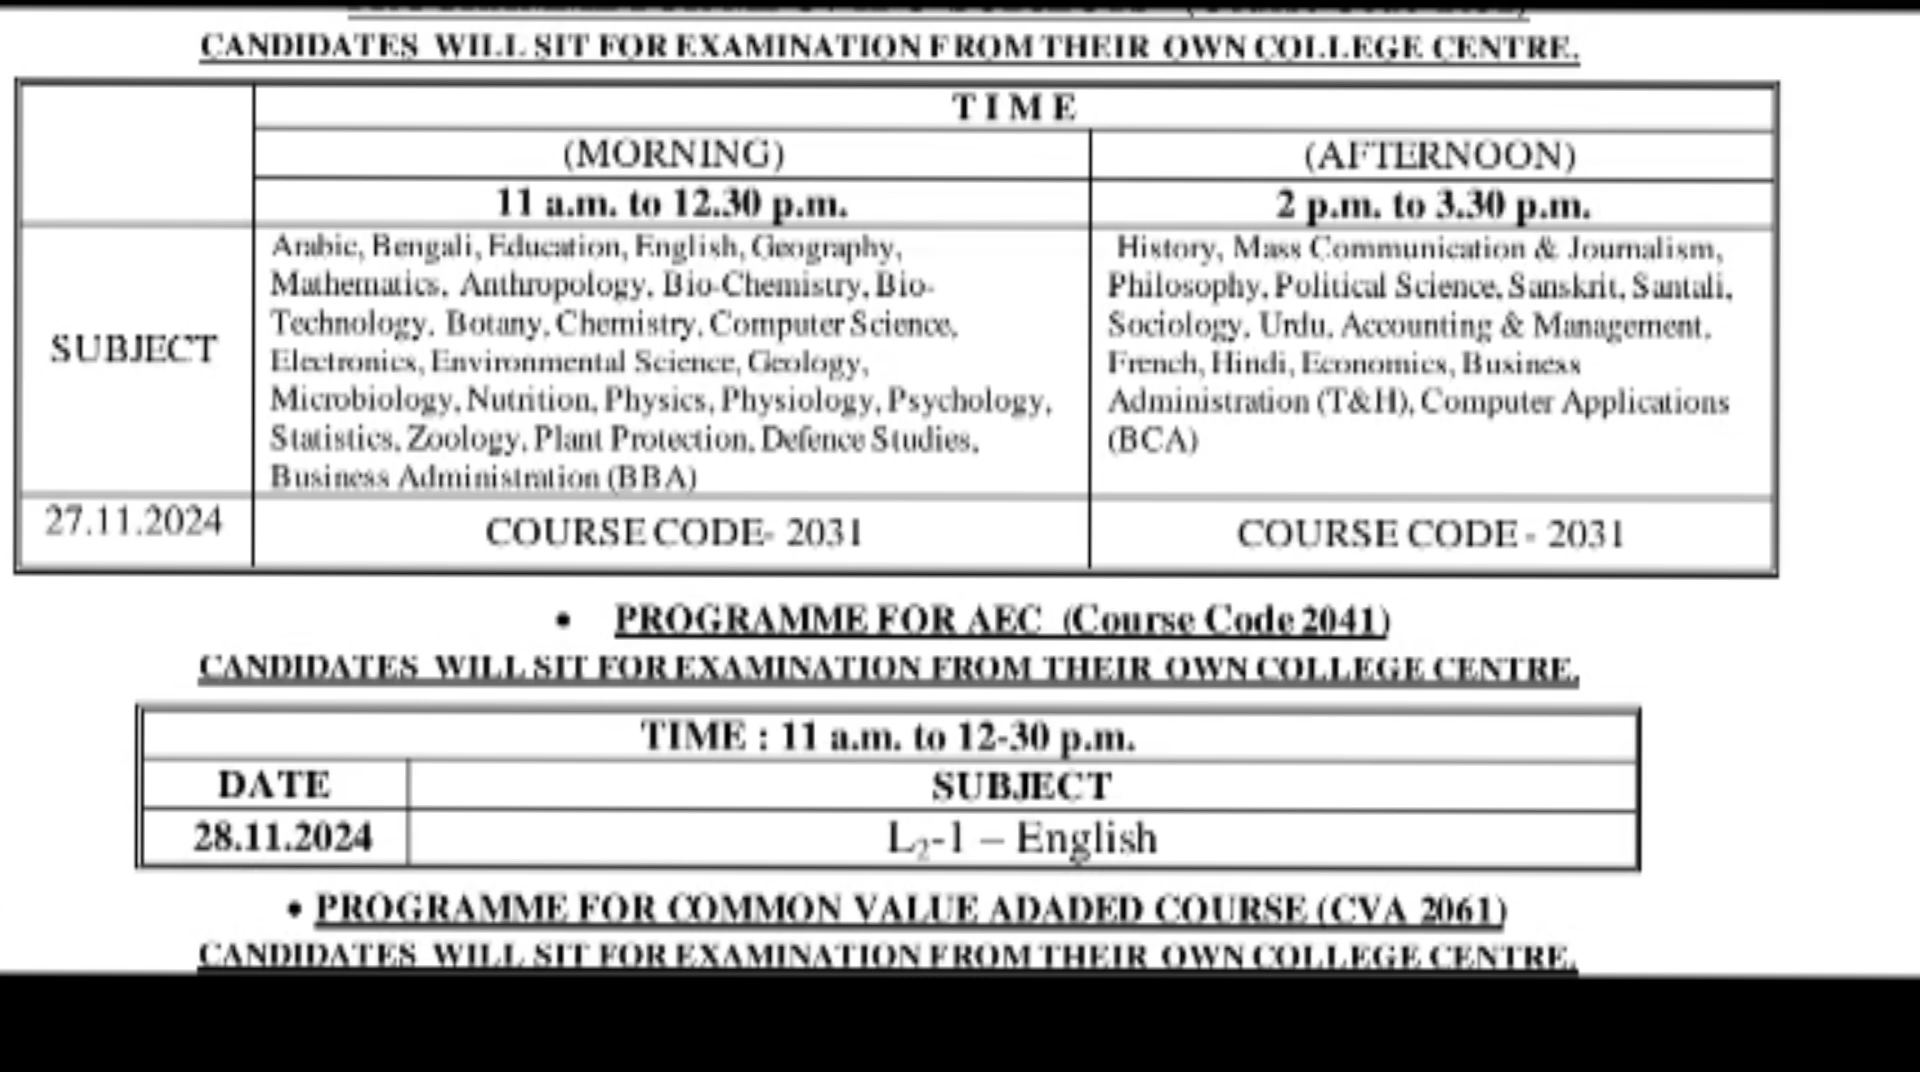 CANDIDATES WILL SIT FOR EXAMINATION FROM THEIR OWN COLLEGE CENTRE.
T I M E
(MORNING)
(AFTERNOON)
11 a.m. to 12.30 p.m.
2 p.m. to 3.30 p.m.
SUBJECT
Arabic, Bengali, Education, English, Geography,
Mathematics, Anthropology, Bio-Chemistry, Bio-
Technology, Botany, Chemistry, Computer Science,
Electronics, Environmental Science, Geology,
Microbiology, Nutrition, Physics, Physiology, Psychology,
Statistics, Zoology, Plant Protection, Defence Studies,
Business Administration (BBA)
History, Mass Communication & Journalism,
Philosophy, Political Science, Sanskrit, Santali,
Sociology, Urdu, Accounting & Management,
French, Hindi, Economics, Business
Administration (T&H), Computer Applications
(BCA)
27.11.2024
COURSE CODE- 2031
COURSE CODE - 2031
• PROGRAMME FOR AEC (Course Code 2041)
CANDIDATES WILL SIT FOR EXAMINATION FROM THEIR OWN COLLEGE CENTRE.
TIME : 11 a.m. to 12-30 p.m.
DATE
SUBJECT
28.11.2024
L₂-1 – English
• PROGRAMME FOR COMMON VALUE ADADED COURSE (CVA 2061)
CANDIDATES WILL SIT FOR EXAMINATION FROM THEIR OWN COLLEGE CENTRE.